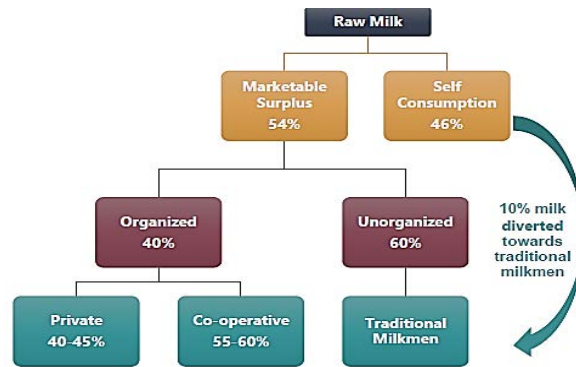 Raw Milk
Marketable
Surplus
54%
Self
Consumption
46%
Organized
40%
Unorganized
60%
10% milk
diverted
towards
traditional
milkmen
Private
40-45%
Co-operative
55-60%
Traditional
Milkmen